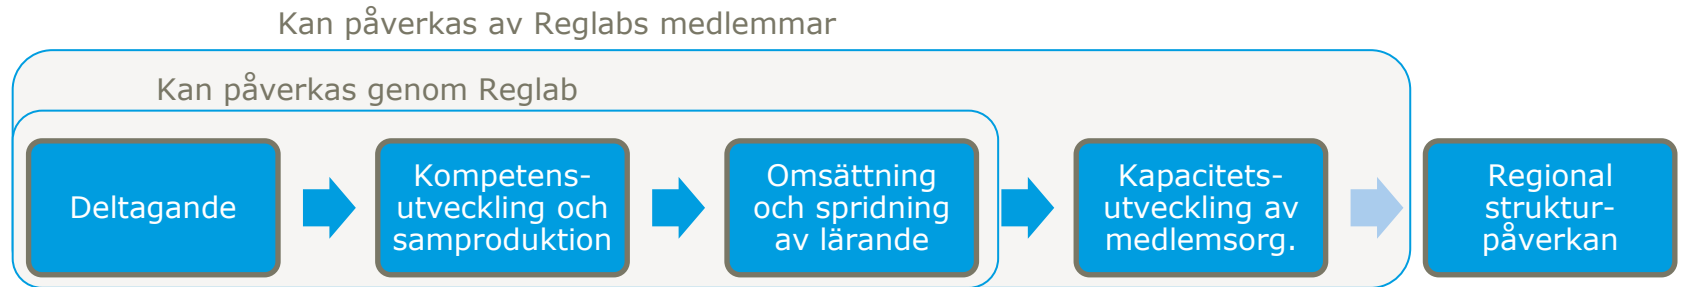 Kan påverkas av Reglabs medlemmar
Kan påverkas genom Reglab
Deltagande
Kompetens-
utveckling och
samproduktion
Omsättning
och spridning
av lärande
Kapacitets-
utveckling av
medlemsorg.
Regional
struktur-
påverkan